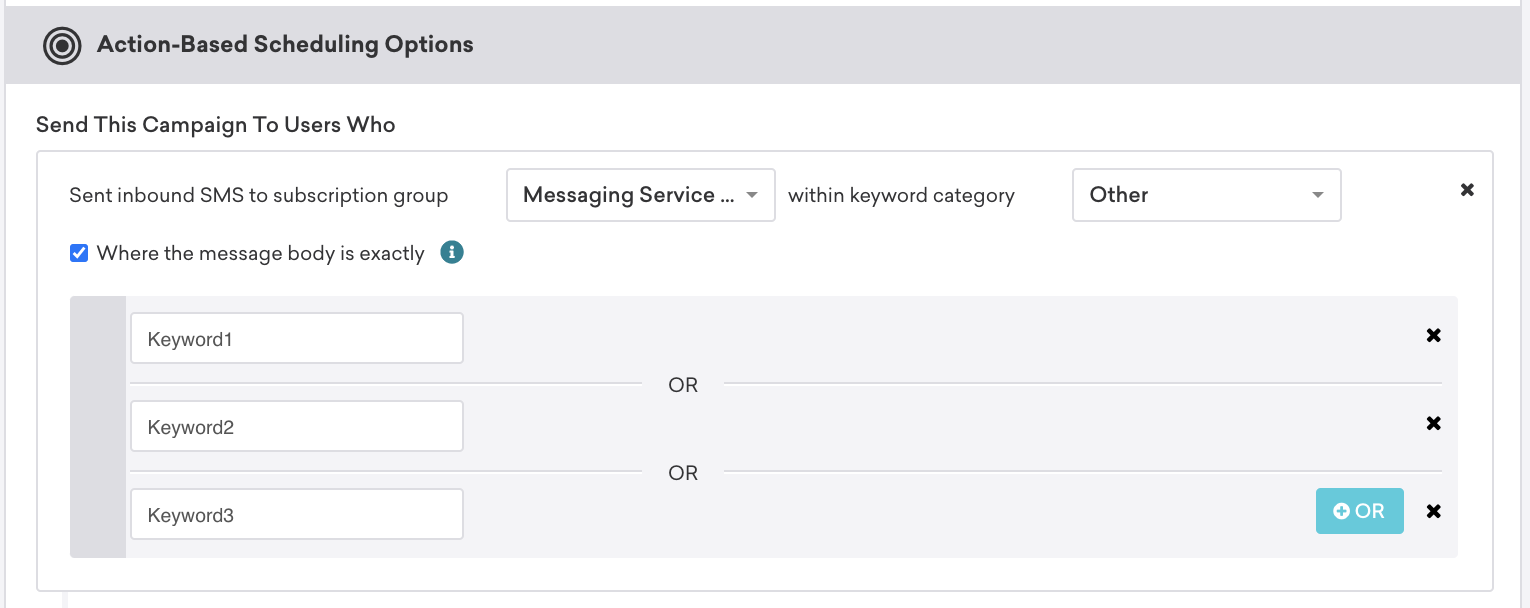 Action-Based Scheduling Options
Send This Campaign To Users Who
Sent inbound SMS to subscription group Messaging Service ... within keyword category Other
Where the message body is exactly
Keyword1
OR
Keyword2
OR
Keyword3 OR